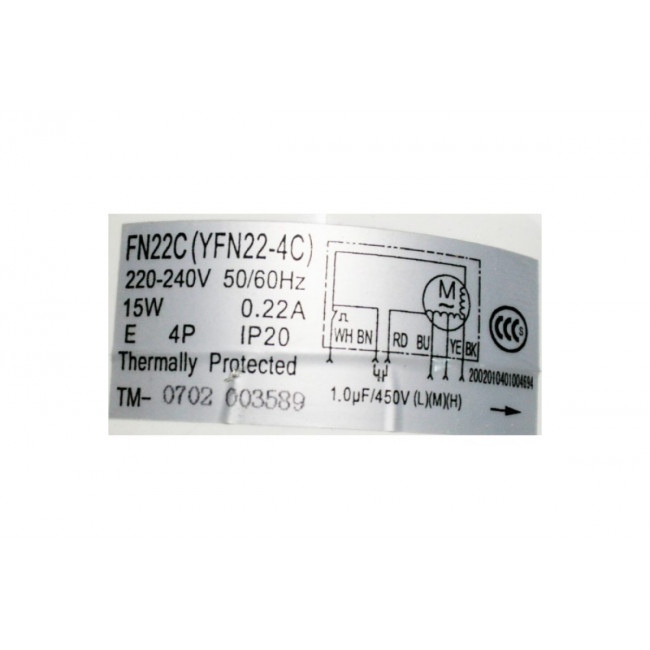 FN22C(YFN22-4C)
220-240V 50/60Hz
15W 0.22A
E 4P IP20
Thermally Protected
TM- 0702 003589
M
WH BN RD BU YE BK
1.0μF/450V (L)(M)(H)
CCC S
2002010401004694